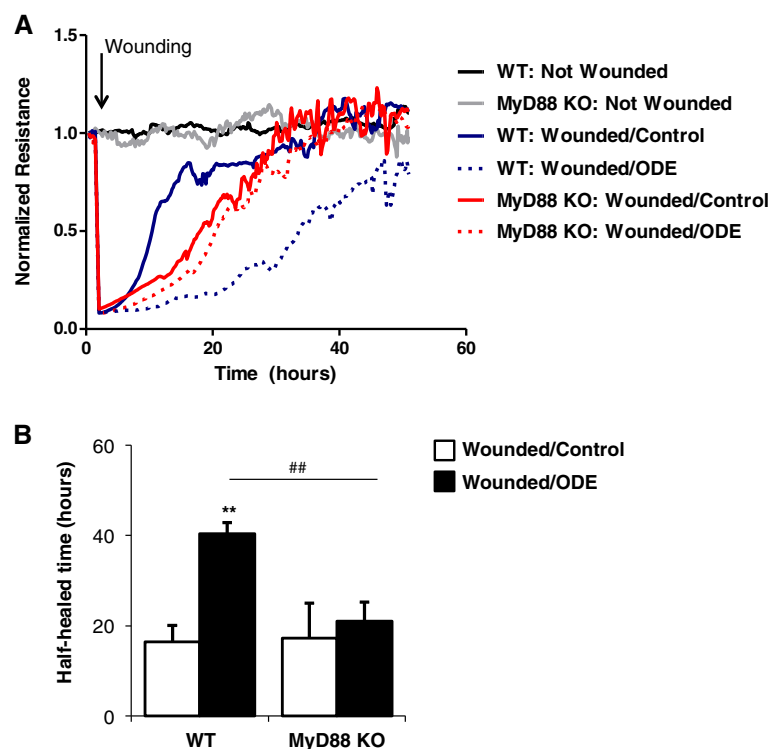 A
Wounding
1.5
1.0
0.5
0.0
Normalized Resistance
0
20
40
60
Time (hours)
WT: Not Wounded
MyD88 KO: Not Wounded
WT: Wounded/Control
WT: Wounded/ODE
MyD88 KO: Wounded/Control
MyD88 KO: Wounded/ODE
B
60
40
20
0
Half-healed time (hours)
**
##
WT
MyD88 KO
Wounded/Control
Wounded/ODE